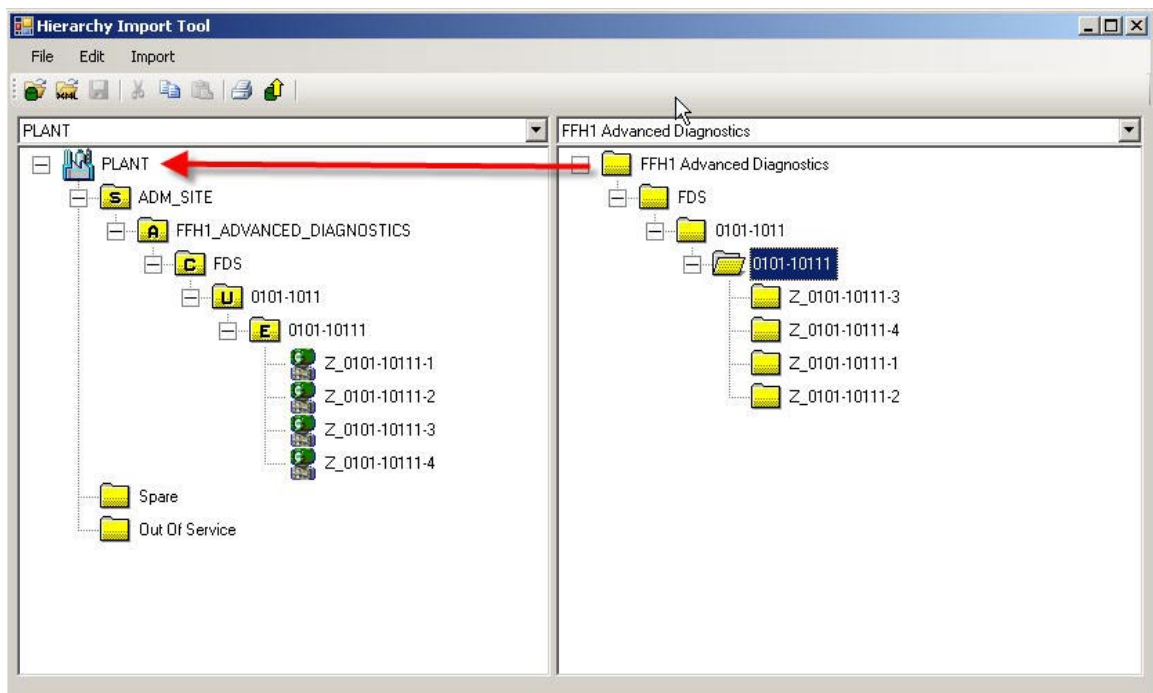 Hierarchy Import Tool
File Edit Import
XML
PLANT
PLANT
S ADM_SITE
A FFH1_ADVANCED_DIAGNOSTICS
C FDS
U 0101-1011
E 0101-10111
Z_0101-10111-1
Z_0101-10111-2
Z_0101-10111-3
Z_0101-10111-4
Spare
Out Of Service
FFH1 Advanced Diagnostics
FFH1 Advanced Diagnostics
FDS
0101-1011
0101-10111
Z_0101-10111-3
Z_0101-10111-4
Z_0101-10111-1
Z_0101-10111-2